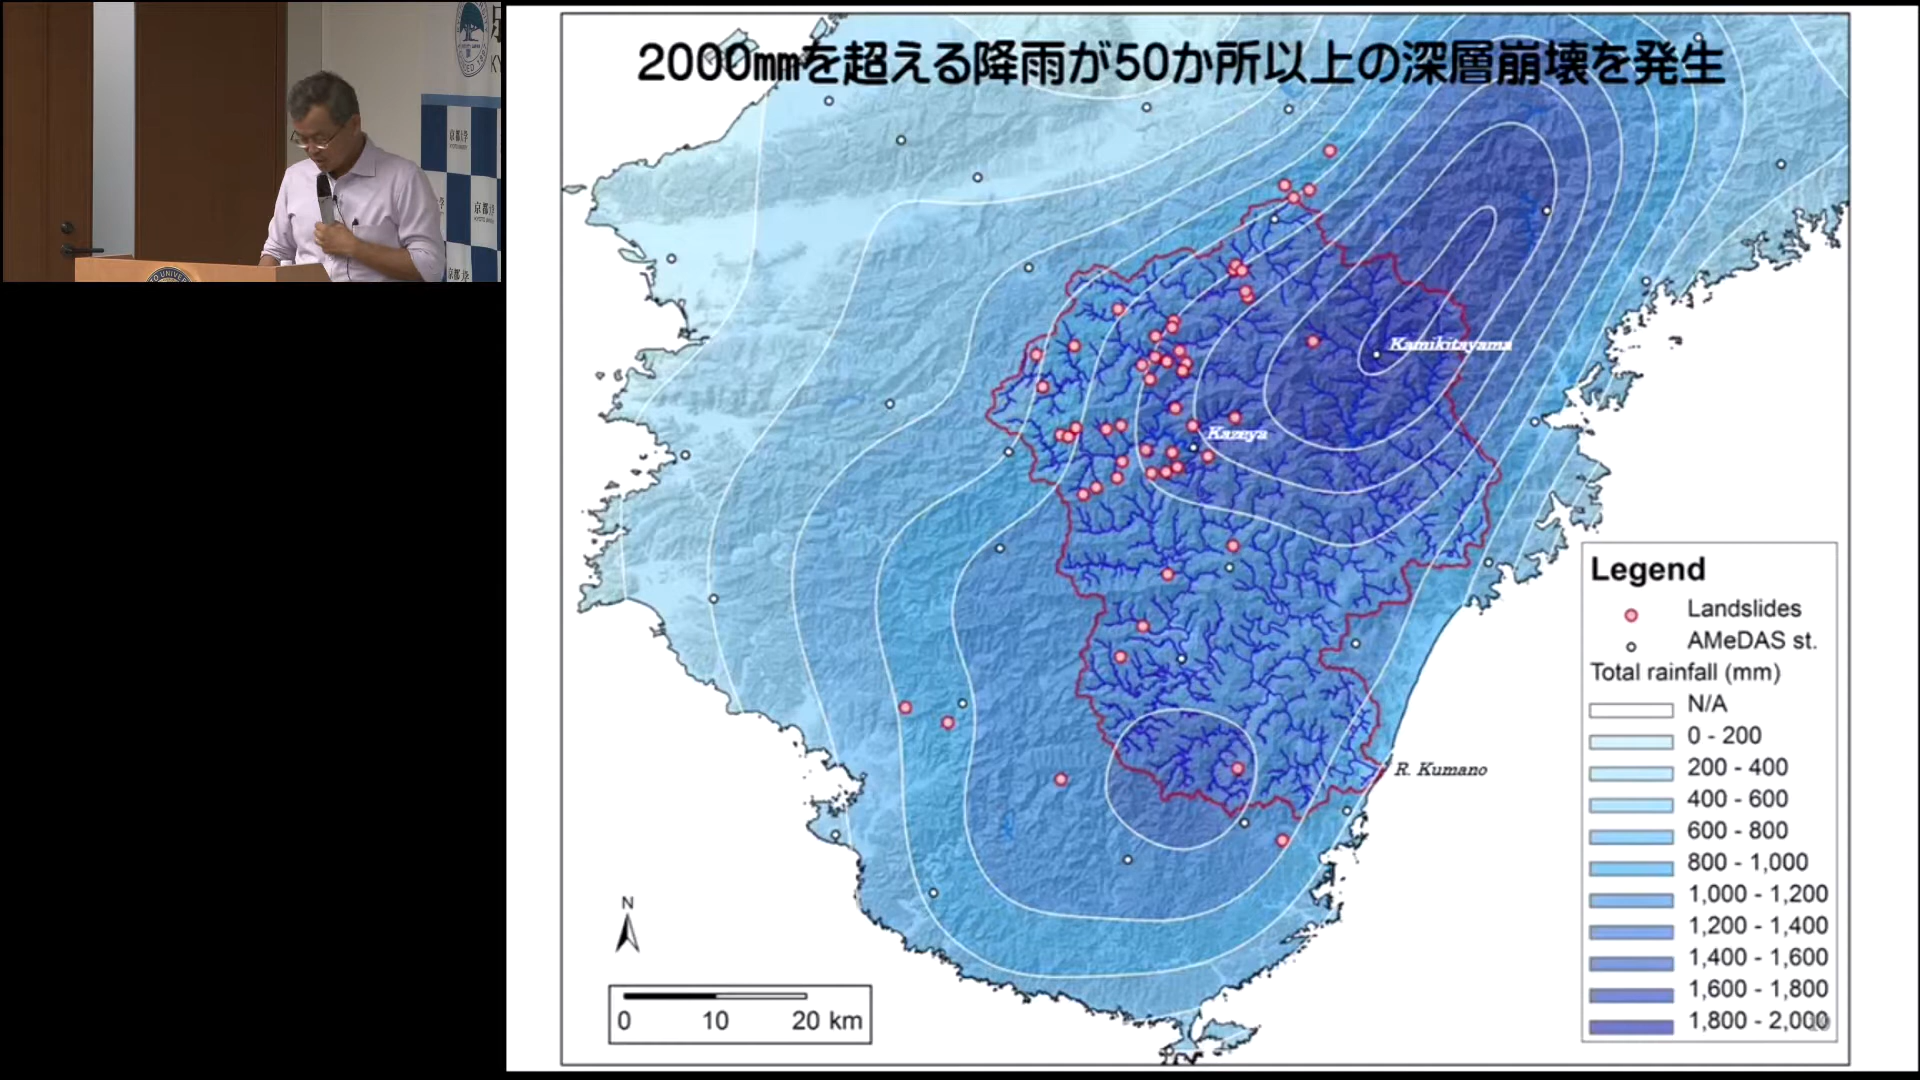 2000㎜を超える降雨が50か所以上の深層崩壊を発生
Kamikitayama
Kazeya
R. Kumano
N
0 10 20 km
Legend
Landslides
AMeDAS st.
Total rainfall (mm)
N/A
0 - 200
200 - 400
400 - 600
600 - 800
800 - 1,000
1,000 - 1,200
1,200 - 1,400
1,400 - 1,600
1,600 - 1,800
1,800 - 2,000